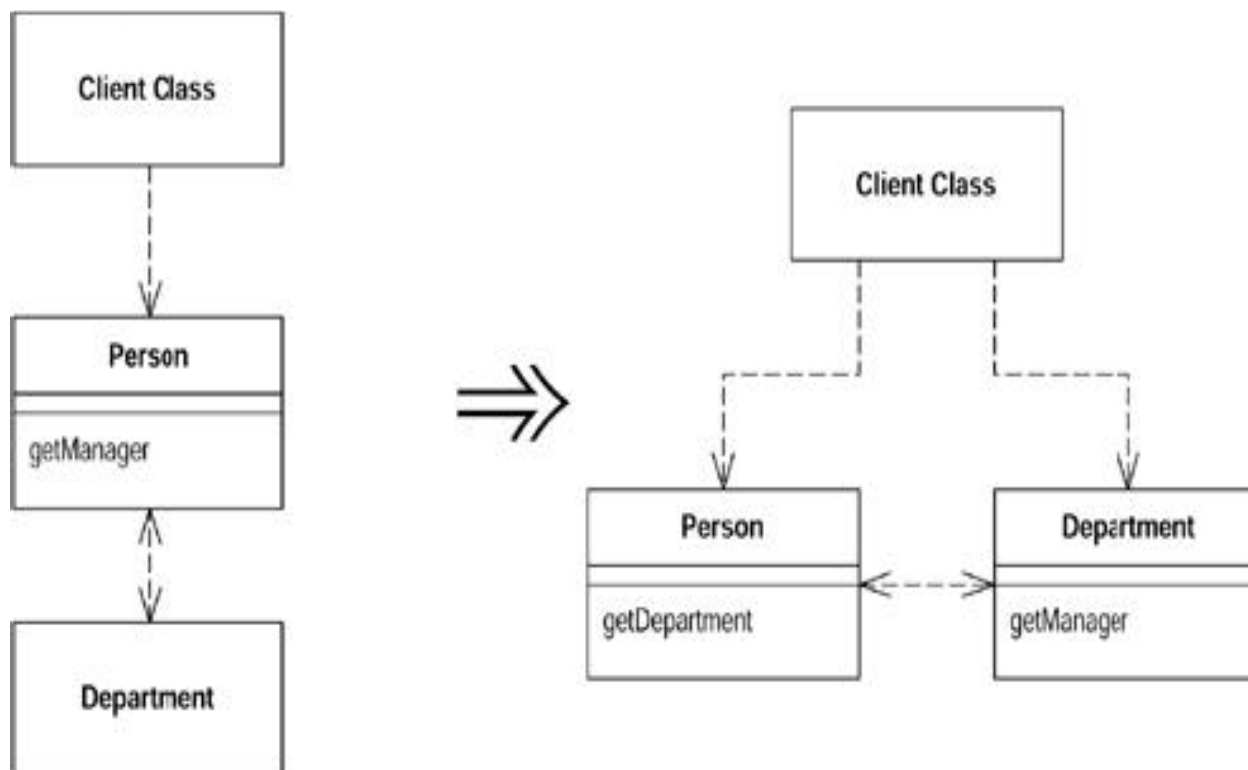 Client Class
Person
getManager
Department
Client Class
Person
getDepartment
Department
getManager